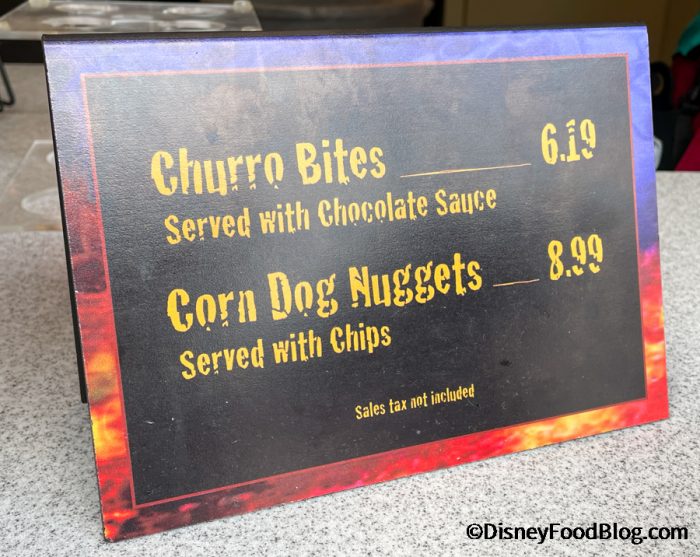 Churro Bites 6.19
Served with Chocolate Sauce
Corn Dog Nuggets 8.99
Served with Chips
Sales tax not included
©DisneyFoodBlog.com